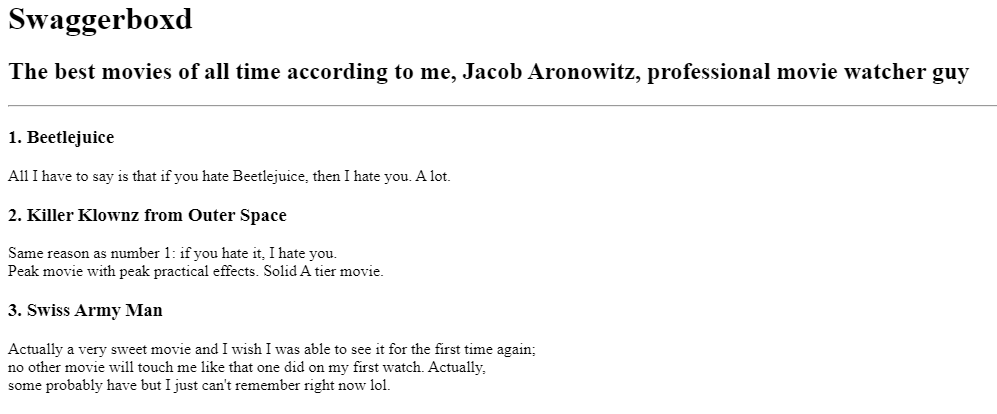 Swaggerboxd
The best movies of all time according to me, Jacob Aronowitz, professional movie watcher guy
1. Beetlejuice
All I have to say is that if you hate Beetlejuice, then I hate you. A lot.
2. Killer Klownz from Outer Space
Same reason as number 1: if you hate it, I hate you.
Peak movie with peak practical effects. Solid A tier movie.
3. Swiss Army Man
Actually a very sweet movie and I wish I was able to see it for the first time again;
no other movie will touch me like that one did on my first watch. Actually,
some probably have but I just can't remember right now lol.